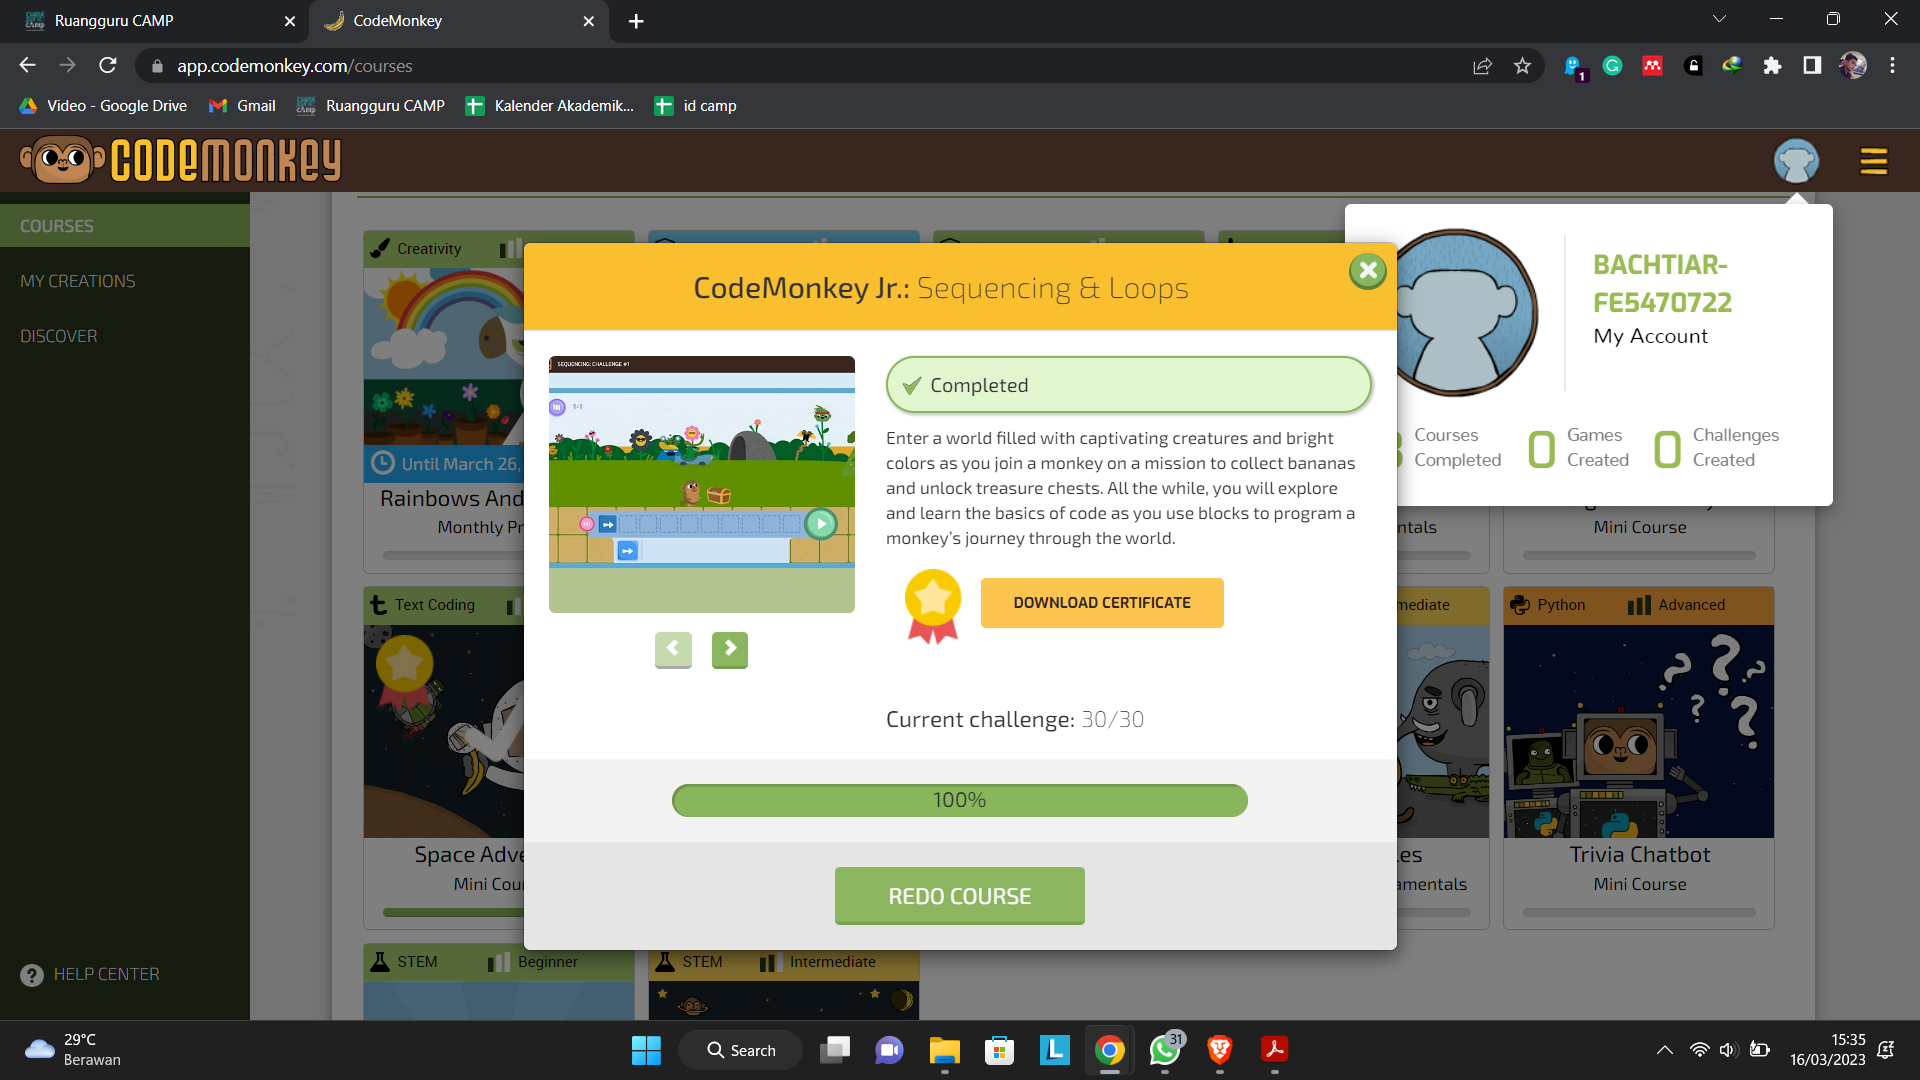 Ruangguru CAMP
CodeMonkey
app.codemonkey.com/courses
1
Video - Google Drive
Gmail
Ruangguru CAMP
Kalender Akademik...
id camp
CODEMONKEY
COURSES
MY CREATIONS
DISCOVER
HELP CENTER
BACHTIAR-
FE5470722
My Account
Courses
Completed
0 Games
Created
0 Challenges
Created
Creativity
Until March 26,
Rainbows And
Monthly Pr
ntals
Mini Course
CodeMonkey Jr.: Sequencing & Loops
SEQUENCING: CHALLENGE #1
1-1
Completed
Enter a world filled with captivating creatures and bright
colors as you join a monkey on a mission to collect bananas
and unlock treasure chests. All the while, you will explore
and learn the basics of code as you use blocks to program a
monkey's journey through the world.
DOWNLOAD CERTIFICATE
Current challenge: 30/30
100%
REDO COURSE
Text Coding
Space Adve
Mini Cou
mediate
les
amentals
Python
Advanced
Trivia Chatbot
Mini Course
STEM
Beginner
STEM
Intermediate
29°C
Berawan
Search
31
15:35
16/03/2023